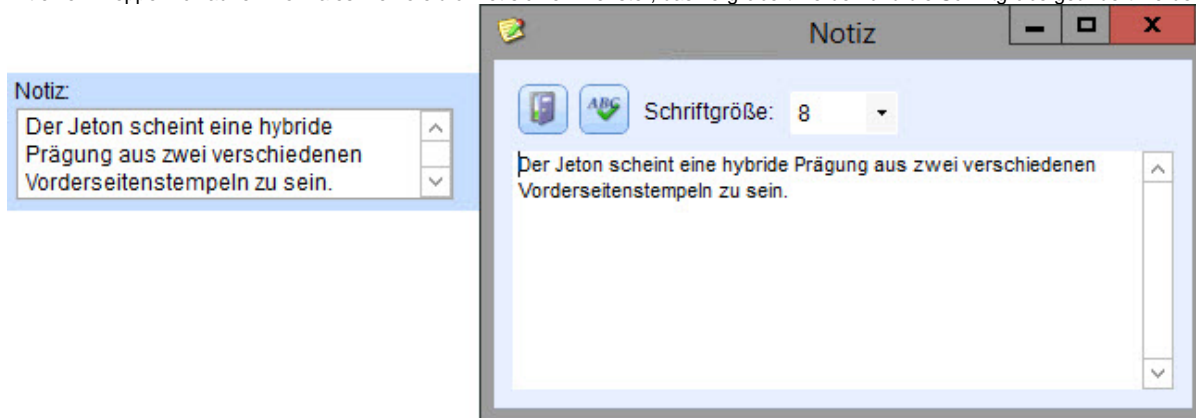 Notiz
Notiz:
Der Jeton scheint eine hybride
Prägung aus zwei verschiedenen
Vorderseitenstempeln zu sein.
ABC
Schriftgröße: 8
Der Jeton scheint eine hybride Prägung aus zwei verschiedenen
Vorderseitenstempeln zu sein.